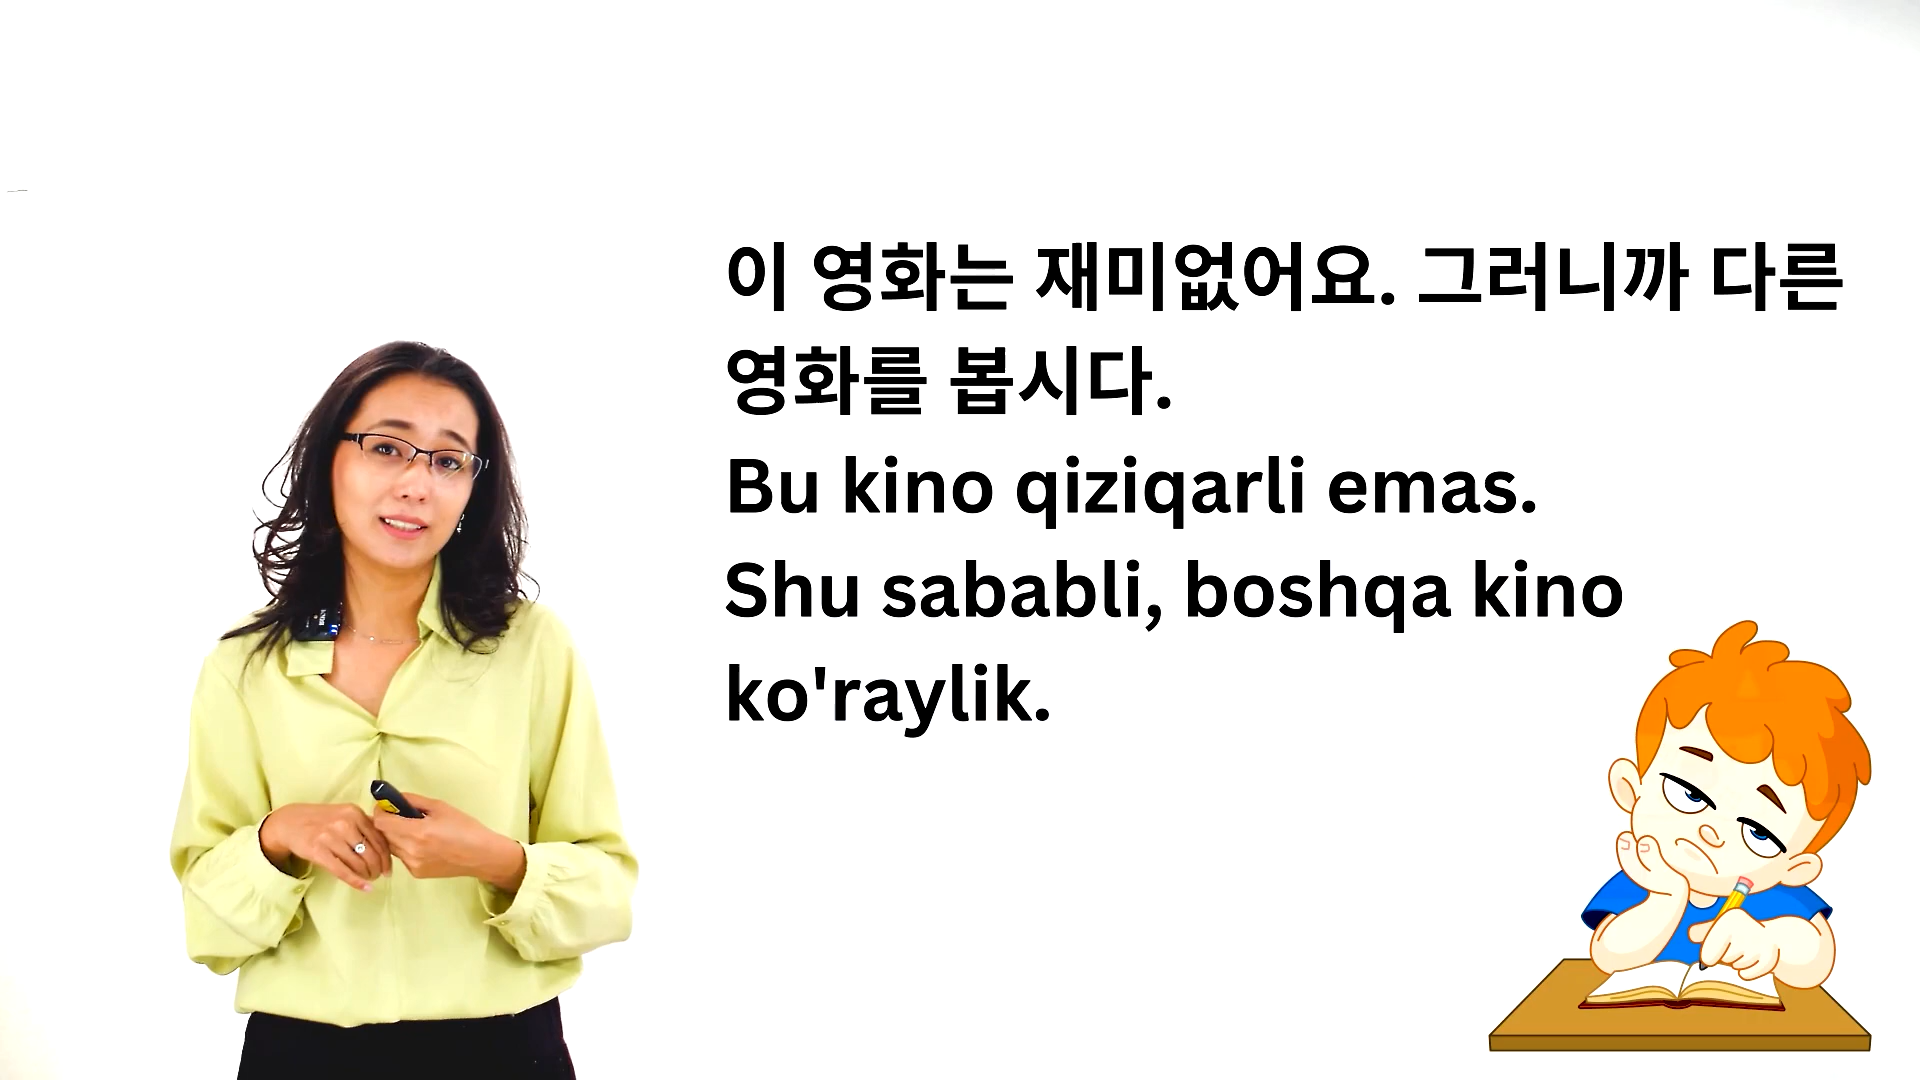 이 영화는 재미없어요. 그러니까 다른
영화를 봅시다.
Bu kino qiziqarli emas.
Shu sababli, boshqa kino
ko'raylik.